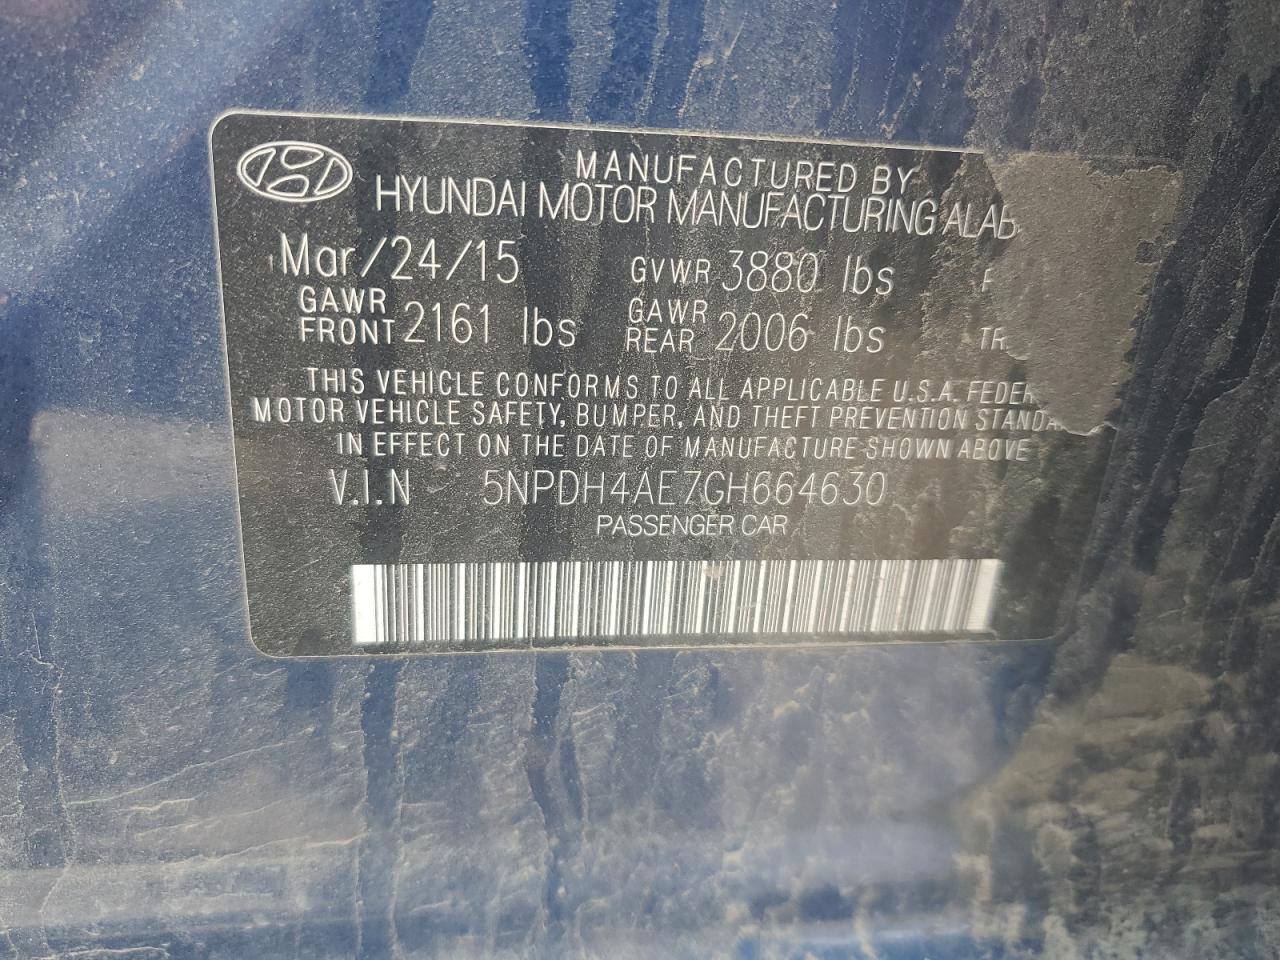 MANUFACTURED BY
HYUNDAI MOTOR MANUFACTURING ALAB
Mar/24/15 GVWR 3880 lbs
GAWR FRONT 2161 lbs GAWR REAR 2006 lbs TR
THIS VEHICLE CONFORMS TO ALL APPLICABLE U.S.A. FEDER
MOTOR VEHICLE SAFETY, BUMPER, AND THEFT PREVENTION STANDA
IN EFFECT ON THE DATE OF MANUFACTURE SHOWN ABOVE
V.I.N 5NPDH4AE7GH664630
PASSENGER CAR